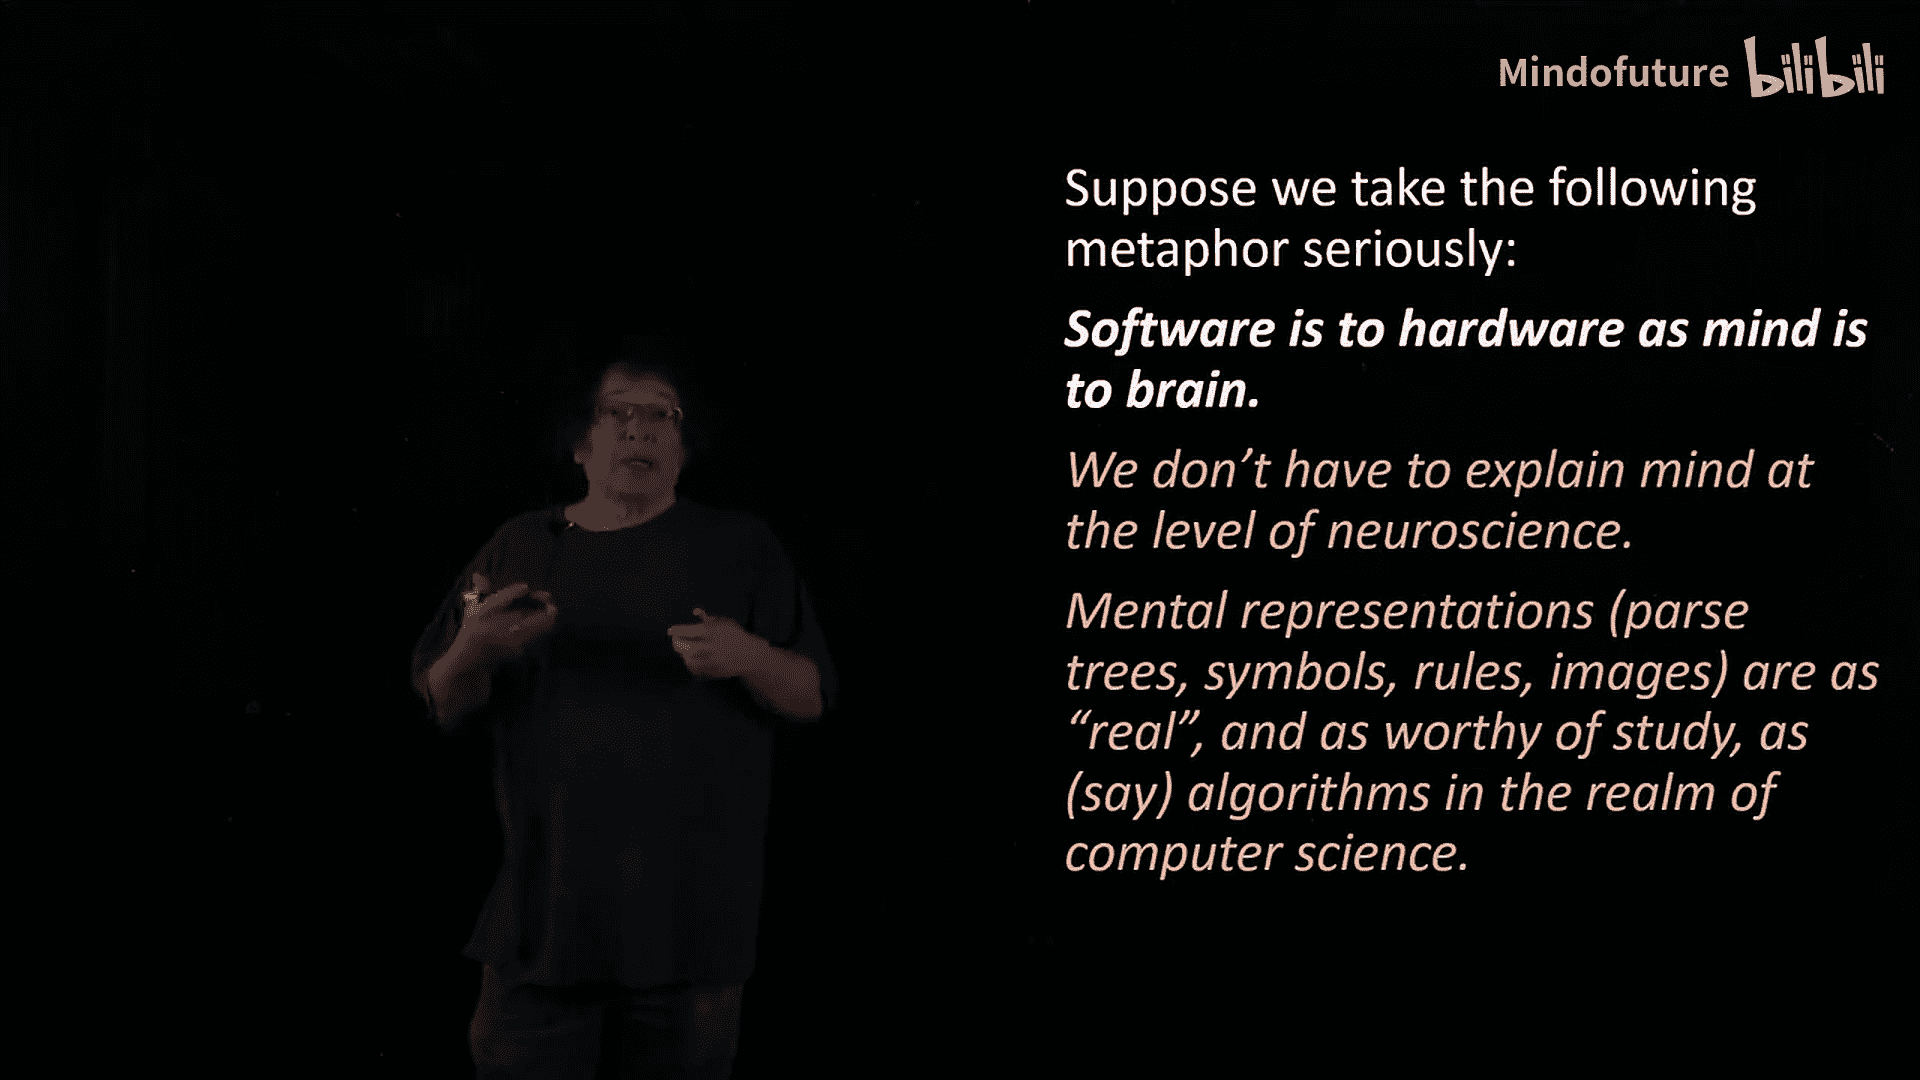 Mindofuture bilibili
Suppose we take the following
metaphor seriously:
Software is to hardware as mind is
to brain.
We don’t have to explain mind at
the level of neuroscience.
Mental representations (parse
trees, symbols, rules, images) are as
“real”, and as worthy of study, as
(say) algorithms in the realm of
computer science.